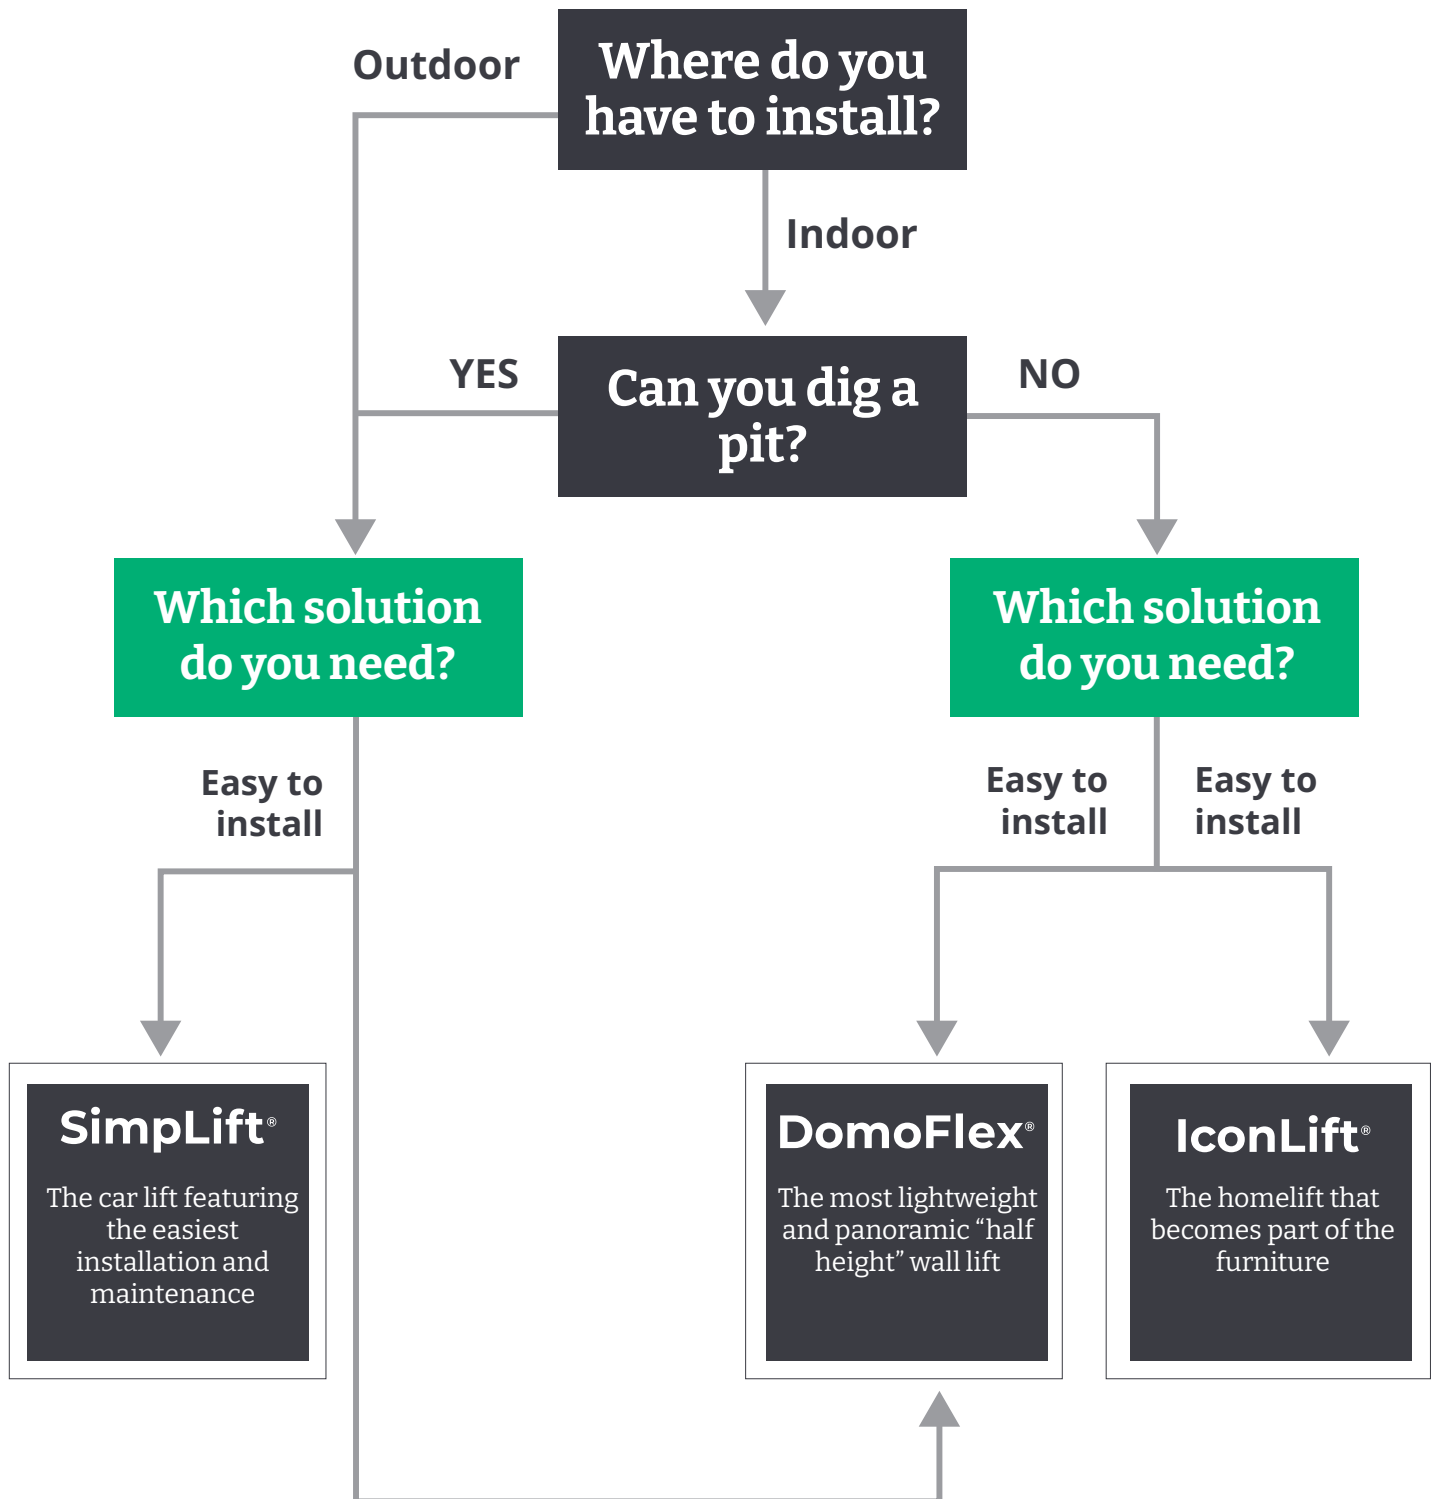 Outdoor
Where do you
have to install?
Indoor
YES
Can you dig a
pit?
NO
Which solution
do you need?
Which solution
do you need?
Easy to
install
Easy to
install
Easy to
install
SimpLift®
The car lift featuring
the easiest
installation and
maintenance
DomoFlex®
The most lightweight
and panoramic “half
height” wall lift
IconLift®
The homelift that
becomes part of the
furniture